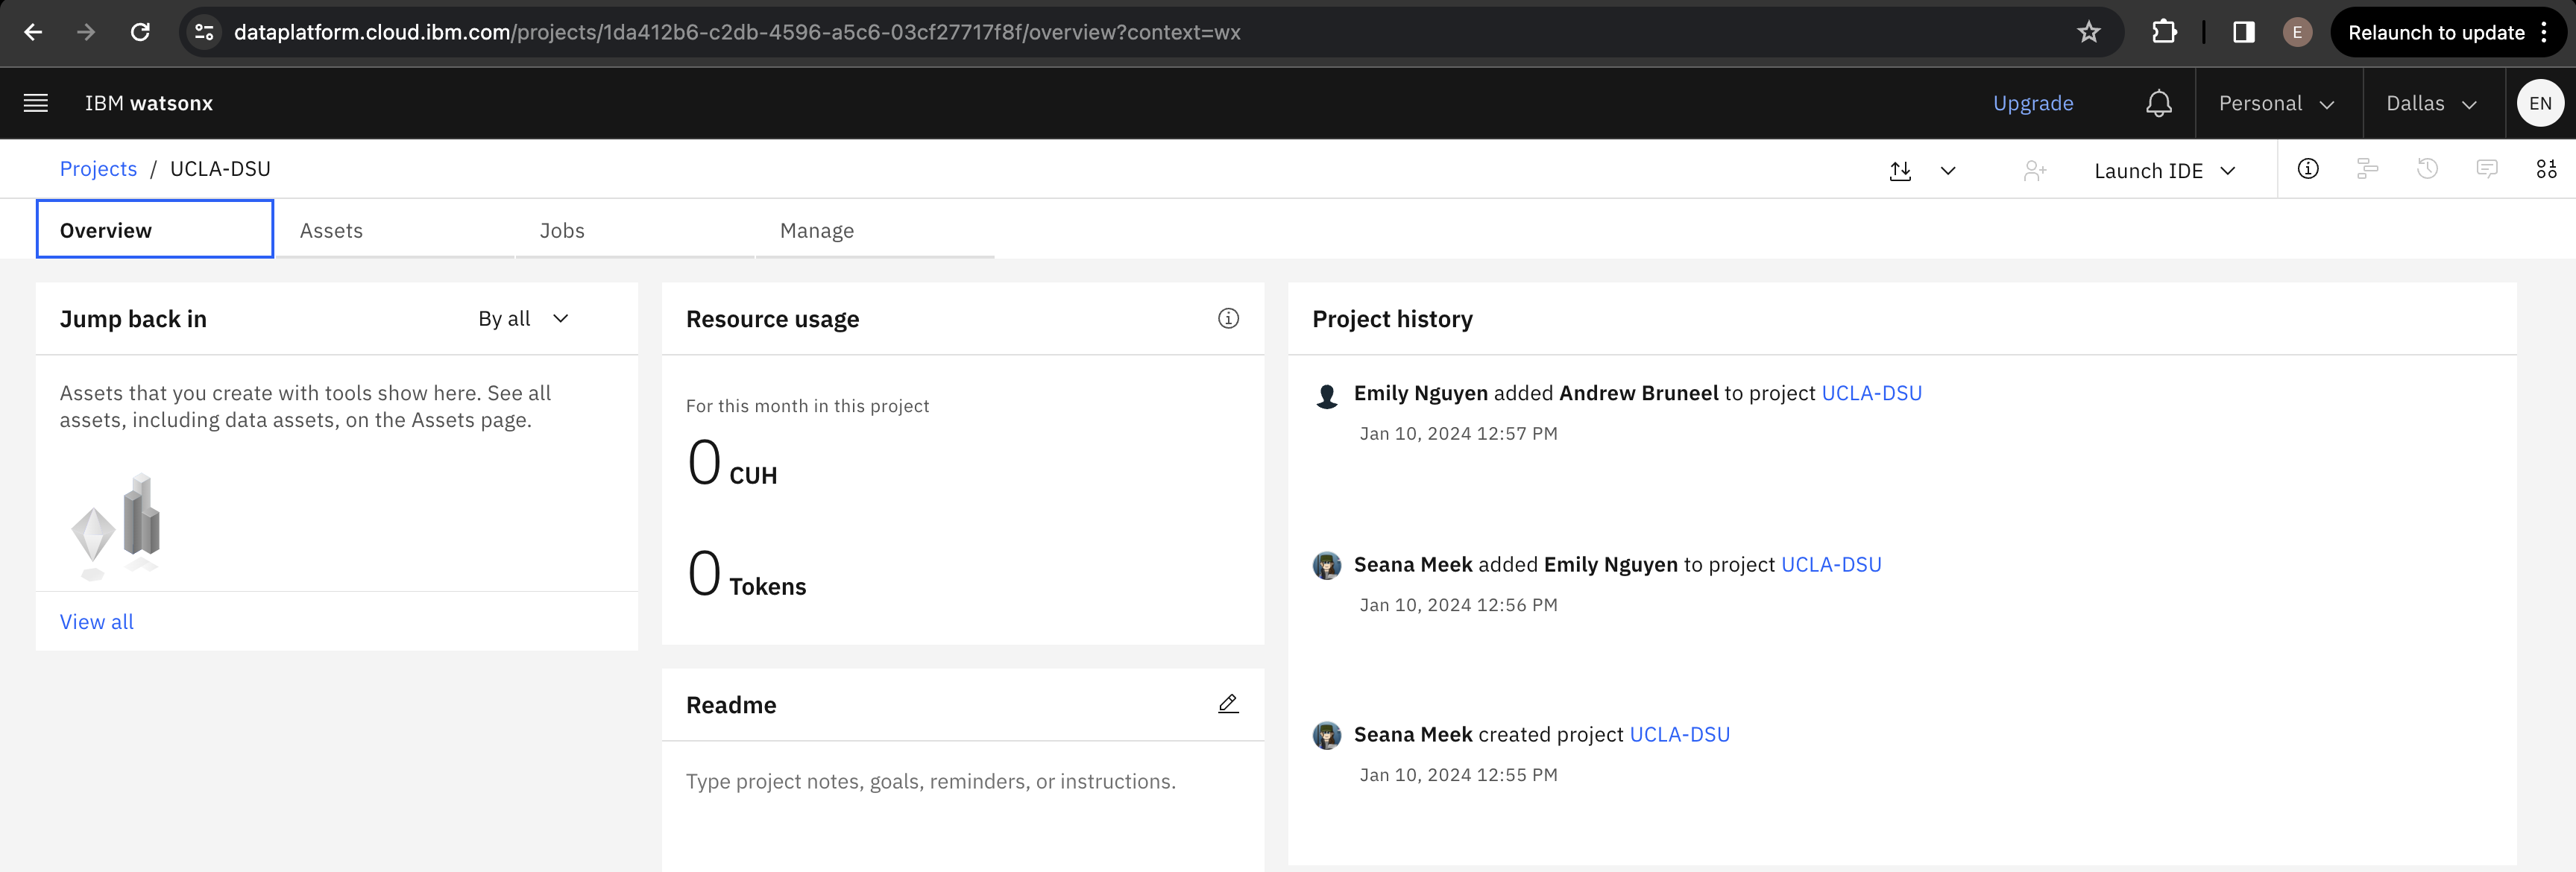 dataplatform.cloud.ibm.com/projects/1da412b6-c2db-4596-a5c6-03cf27717f8f/overview?context=wx
E
Relaunch to update
IBM watsonx
Upgrade
Personal
Dallas
EN
Projects / UCLA-DSU
Launch IDE
Overview
Assets
Jobs
Manage
Jump back in
By all
Assets that you create with tools show here. See all
assets, including data assets, on the Assets page.
View all
Resource usage
For this month in this project
0 CUH
0 Tokens
Readme
Type project notes, goals, reminders, or instructions.
Project history
Emily Nguyen added Andrew Bruneel to project UCLA-DSU
Jan 10, 2024 12:57 PM
Seana Meek added Emily Nguyen to project UCLA-DSU
Jan 10, 2024 12:56 PM
Seana Meek created project UCLA-DSU
Jan 10, 2024 12:55 PM